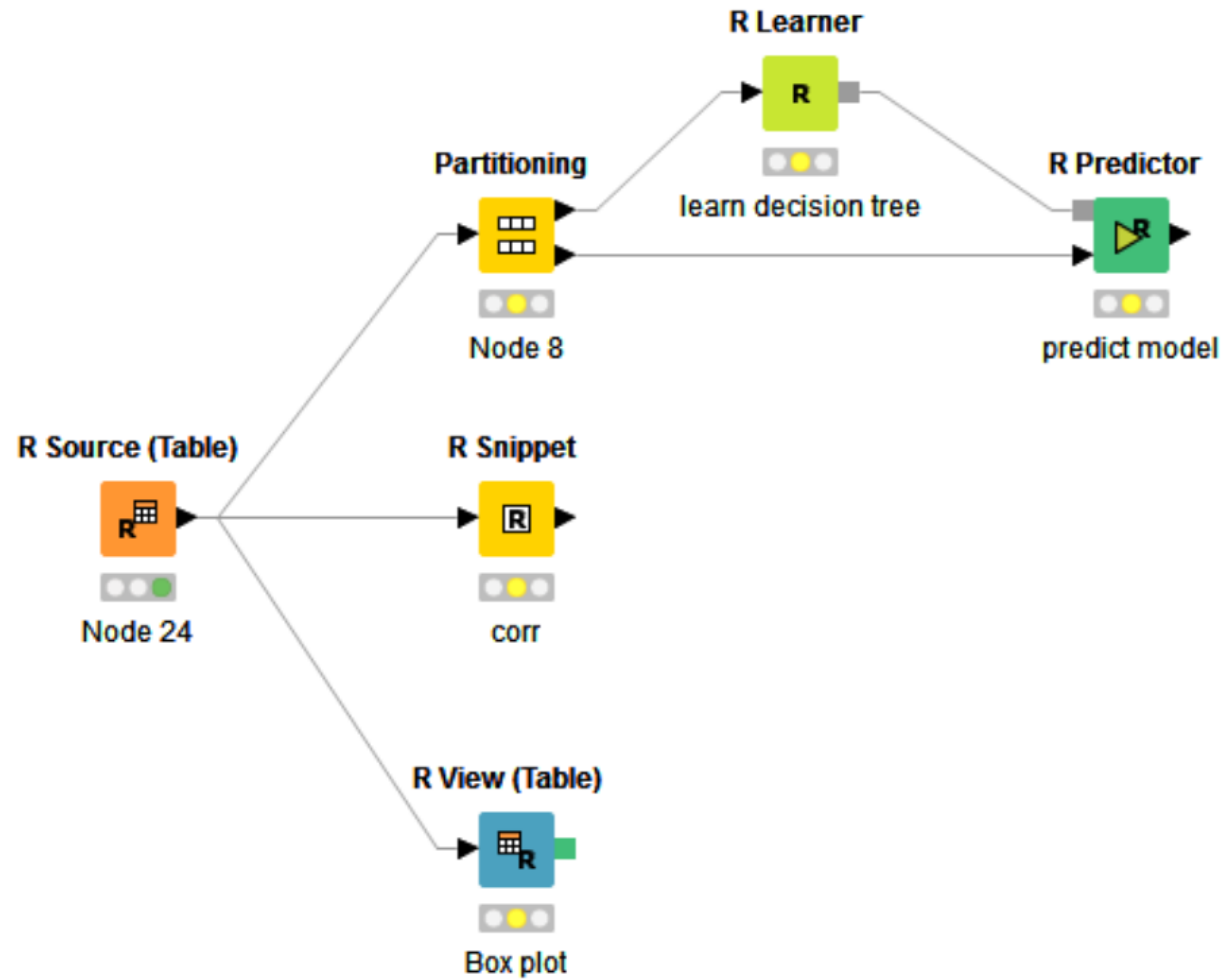 R Learner
R
learn decision tree
Partitioning
Node 8
R Predictor
R
predict model
R Source (Table)
R
Node 24
R Snippet
R
corr
R View (Table)
R
Box plot